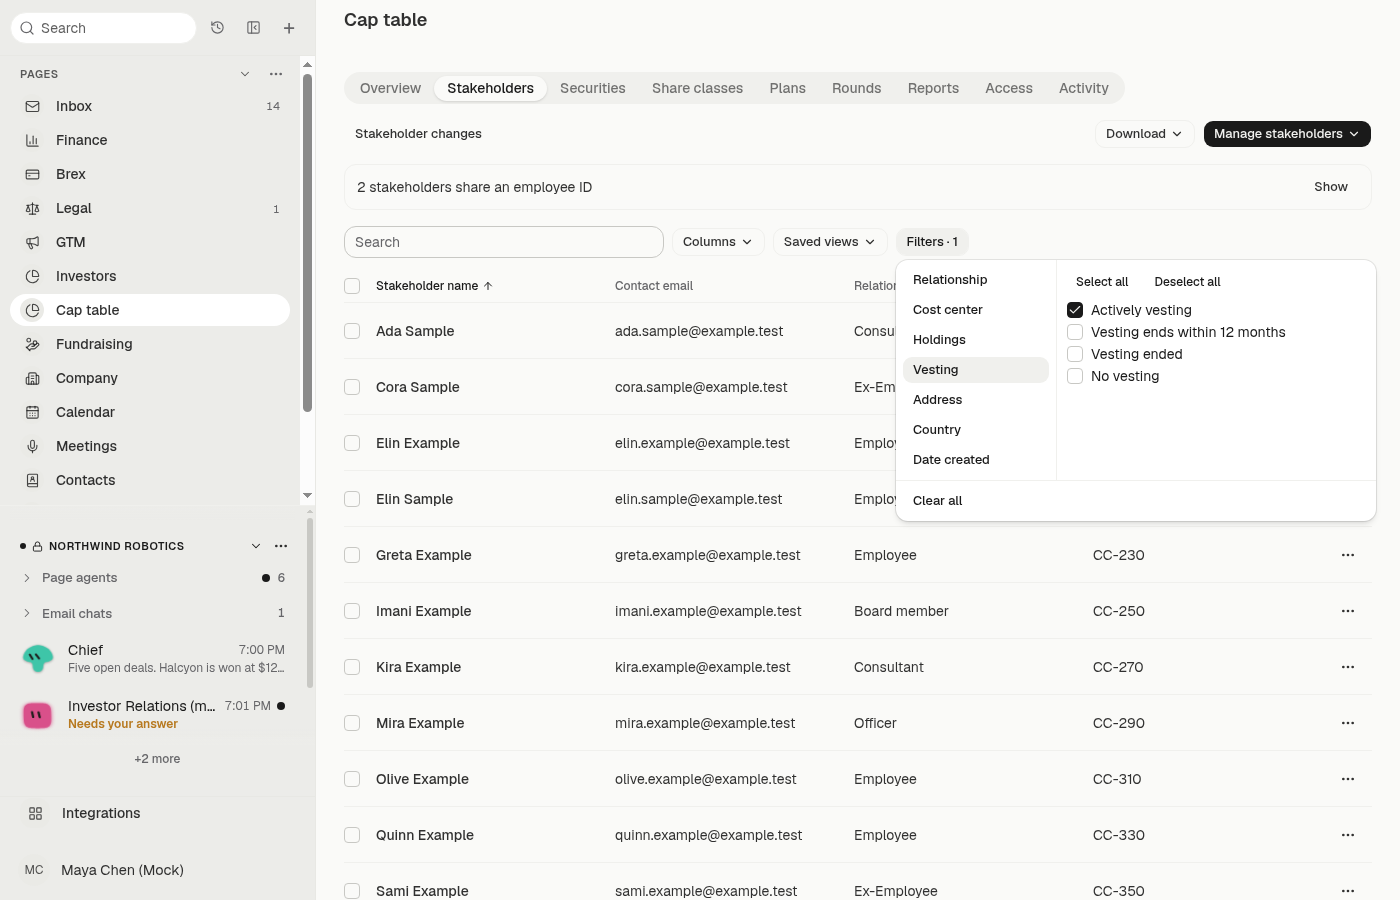 Search
PAGES
Inbox 14
Finance
Brex
Legal 1
GTM
Investors
Cap table
Fundraising
Company
Calendar
Meetings
Contacts
NORTHWIND ROBOTICS
Page agents 6
Email chats 1
Chief 7:00 PM
Five open deals. Halcyon is won at $12…
Investor Relations (m… 7:01 PM
Needs your answer
+2 more
Integrations
MC Maya Chen (Mock)
Cap table
Overview Stakeholders Securities Share classes Plans Rounds Reports Access Activity
Stakeholder changes Download Manage stakeholders
2 stakeholders share an employee ID Show
Search Columns Saved views Filters · 1
Stakeholder name Contact email
Ada Sample ada.sample@example.test
Cora Sample cora.sample@example.test
Elin Example elin.example@example.test
Elin Sample elin.sample@example.test
Greta Example greta.example@example.test Employee CC-230
Imani Example imani.example@example.test Board member CC-250
Kira Example kira.example@example.test Consultant CC-270
Mira Example mira.example@example.test Officer CC-290
Olive Example olive.example@example.test Employee CC-310
Quinn Example quinn.example@example.test Employee CC-330
Sami Example sami.example@example.test Ex-Employee CC-350
Relationship
Cost center
Holdings
Vesting
Address
Country
Date created
Clear all
Select all Deselect all
Actively vesting
Vesting ends within 12 months
Vesting ended
No vesting